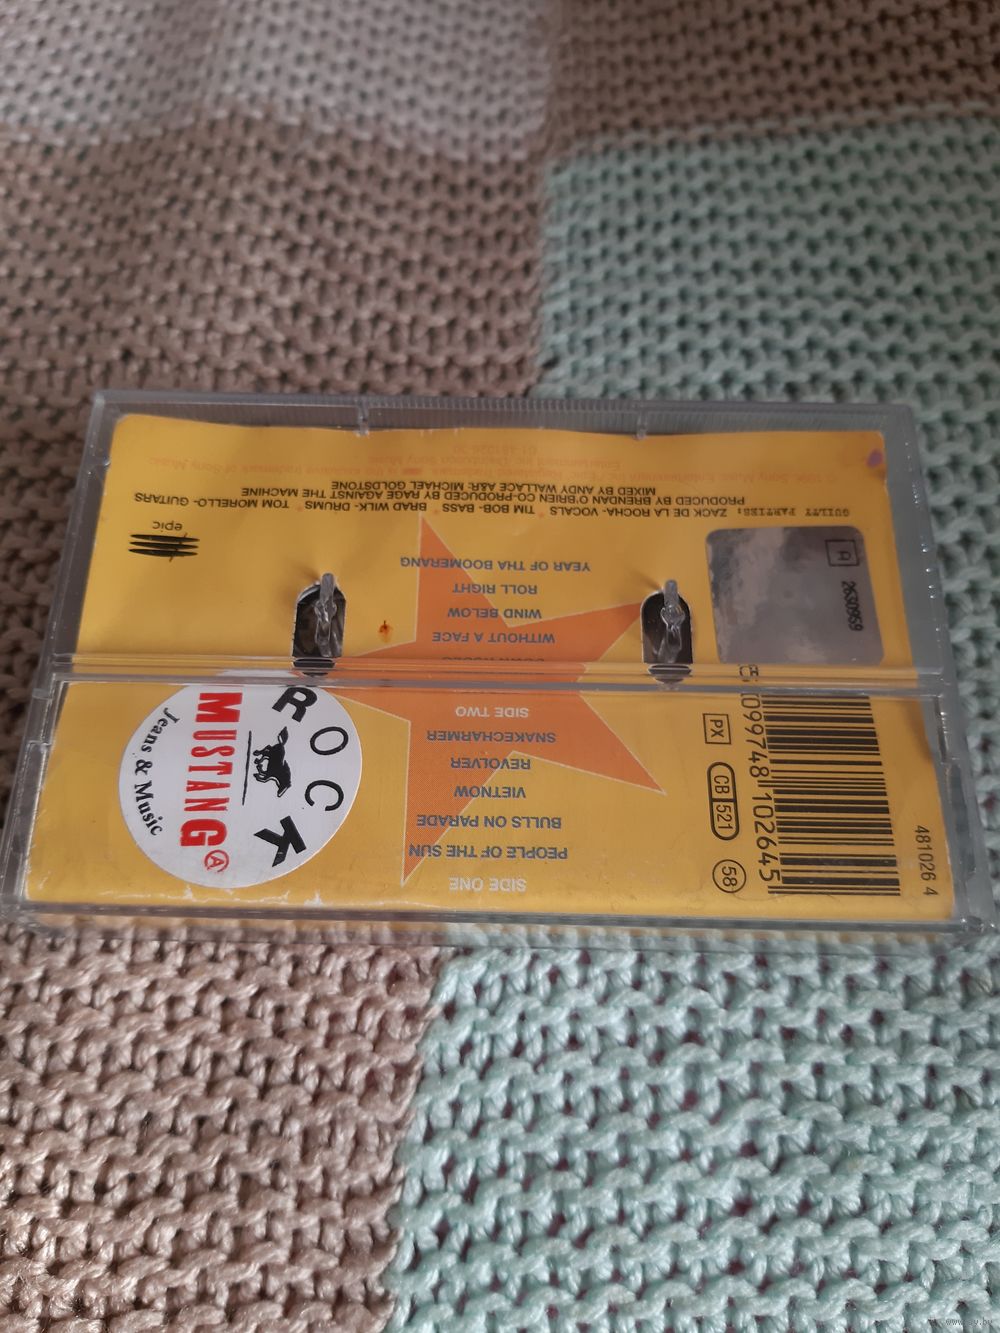 SIDE ONE
PEOPLE OF THE SUN
BULLS ON PARADE
VIETNOW
REVOLVER
SNAKECHARMER
SIDE TWO
WITHOUT A FACE
WIND BELOW
ROLL RIGHT
YEAR OF THA BOOMERANG
GUILTY PARTIES: ZACK DE LA ROCHA- VOCALS * TIM BOB- BASS * BRAD WILK- DRUMS * TOM MORELLO- GUITARS
PRODUCED BY BRENDAN O'BRIEN CO-PRODUCED BY RAGE AGAINST THE MACHINE
MIXED BY ANDY WALLACE A&R: MICHAEL GOLDSTONE
epic
481026 4
102645
58
CB 521
PX
2630959
ROCK
MUSTANG
Jeans & Music